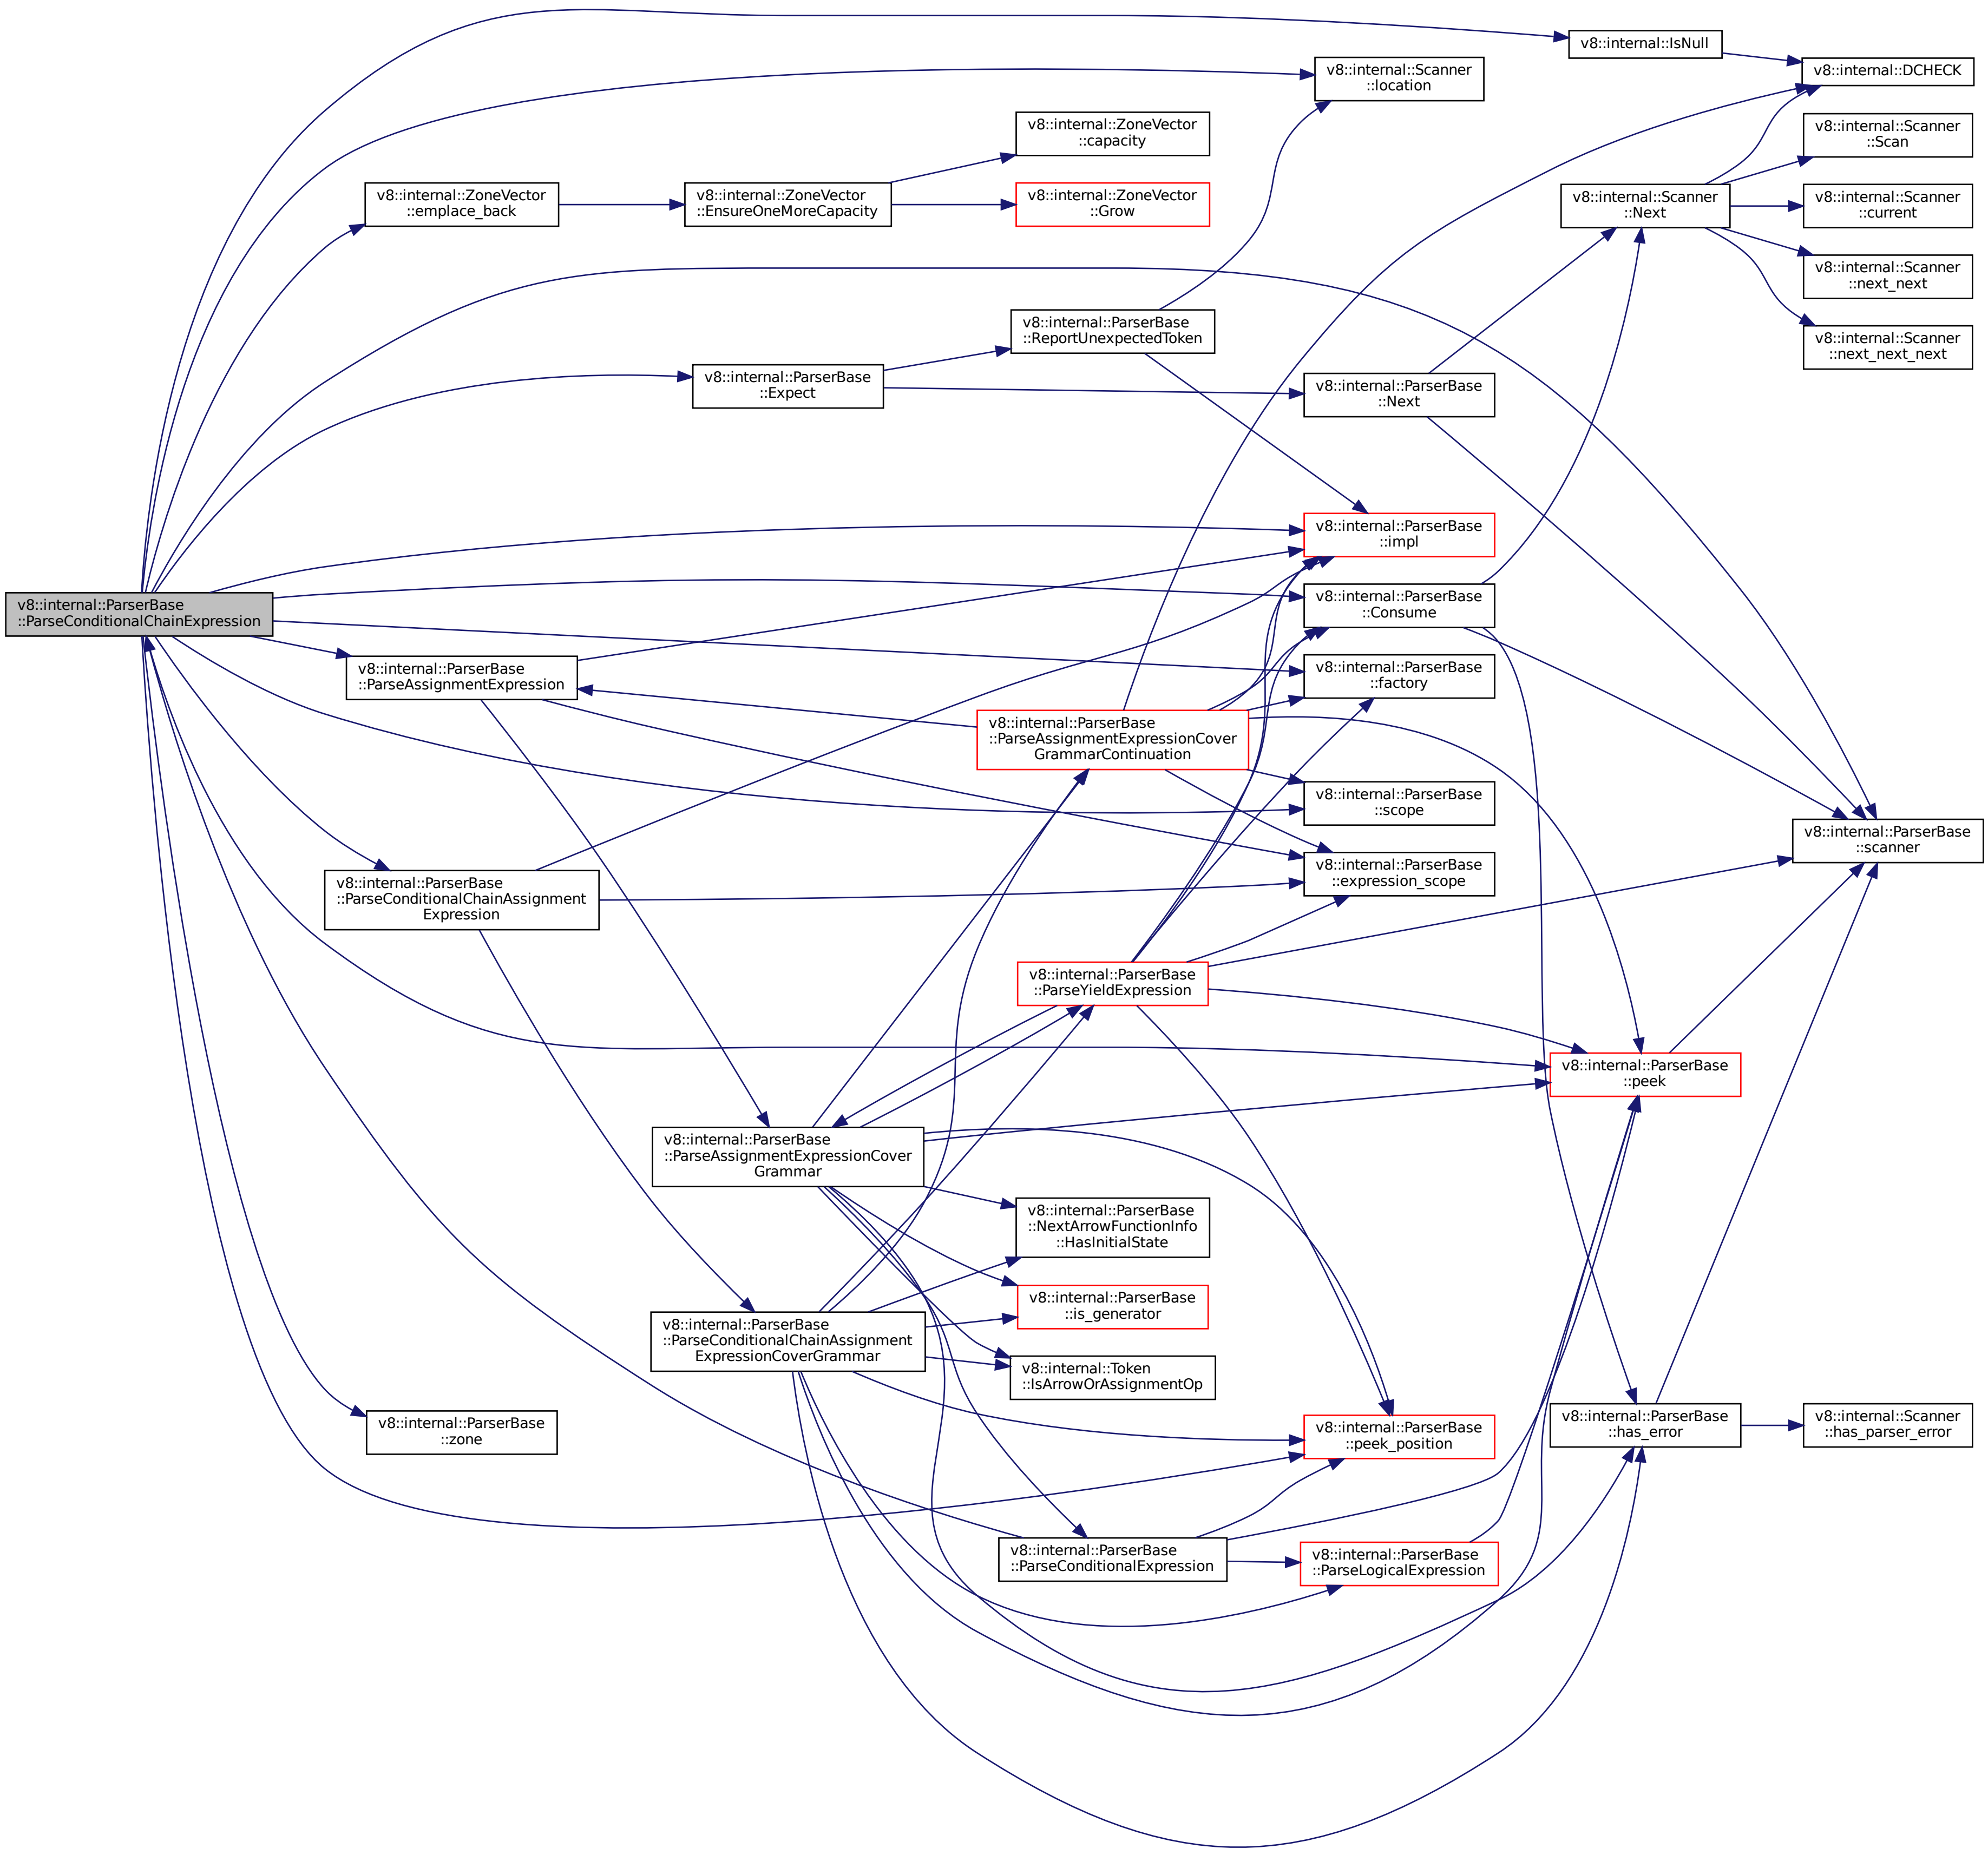 v8::internal::IsNull
v8::internal::DCHECK
v8::internal::Scanner
::location
v8::internal::ZoneVector
::capacity
v8::internal::Scanner
::Scan
v8::internal::ZoneVector
::emplace_back
v8::internal::ZoneVector
::EnsureOneMoreCapacity
v8::internal::ZoneVector
::Grow
v8::internal::Scanner
::Next
v8::internal::Scanner
::current
v8::internal::Scanner
::next_next
v8::internal::ParserBase
::ReportUnexpectedToken
v8::internal::Scanner
::next_next_next
v8::internal::ParserBase
::Expect
v8::internal::ParserBase
::Next
v8::internal::ParserBase
::impl
v8::internal::ParserBase
::ParseConditionalChainExpression
v8::internal::ParserBase
::Consume
v8::internal::ParserBase
::ParseAssignmentExpression
v8::internal::ParserBase
::factory
v8::internal::ParserBase
::ParseAssignmentExpressionCover
GrammarContinuation
v8::internal::ParserBase
::scope
v8::internal::ParserBase
::scanner
v8::internal::ParserBase
::expression_scope
v8::internal::ParserBase
::ParseConditionalChainAssignment
Expression
v8::internal::ParserBase
::ParseYieldExpression
v8::internal::ParserBase
::peek
v8::internal::ParserBase
::ParseAssignmentExpressionCover
Grammar
v8::internal::ParserBase
::NextArrowFunctionInfo
::HasInitialState
v8::internal::ParserBase
::is_generator
v8::internal::ParserBase
::ParseConditionalChainAssignment
ExpressionCoverGrammar
v8::internal::Token
::IsArrowOrAssignmentOp
v8::internal::ParserBase
::zone
v8::internal::ParserBase
::peek_position
v8::internal::ParserBase
::has_error
v8::internal::Scanner
::has_parser_error
v8::internal::ParserBase
::ParseConditionalExpression
v8::internal::ParserBase
::ParseLogicalExpression